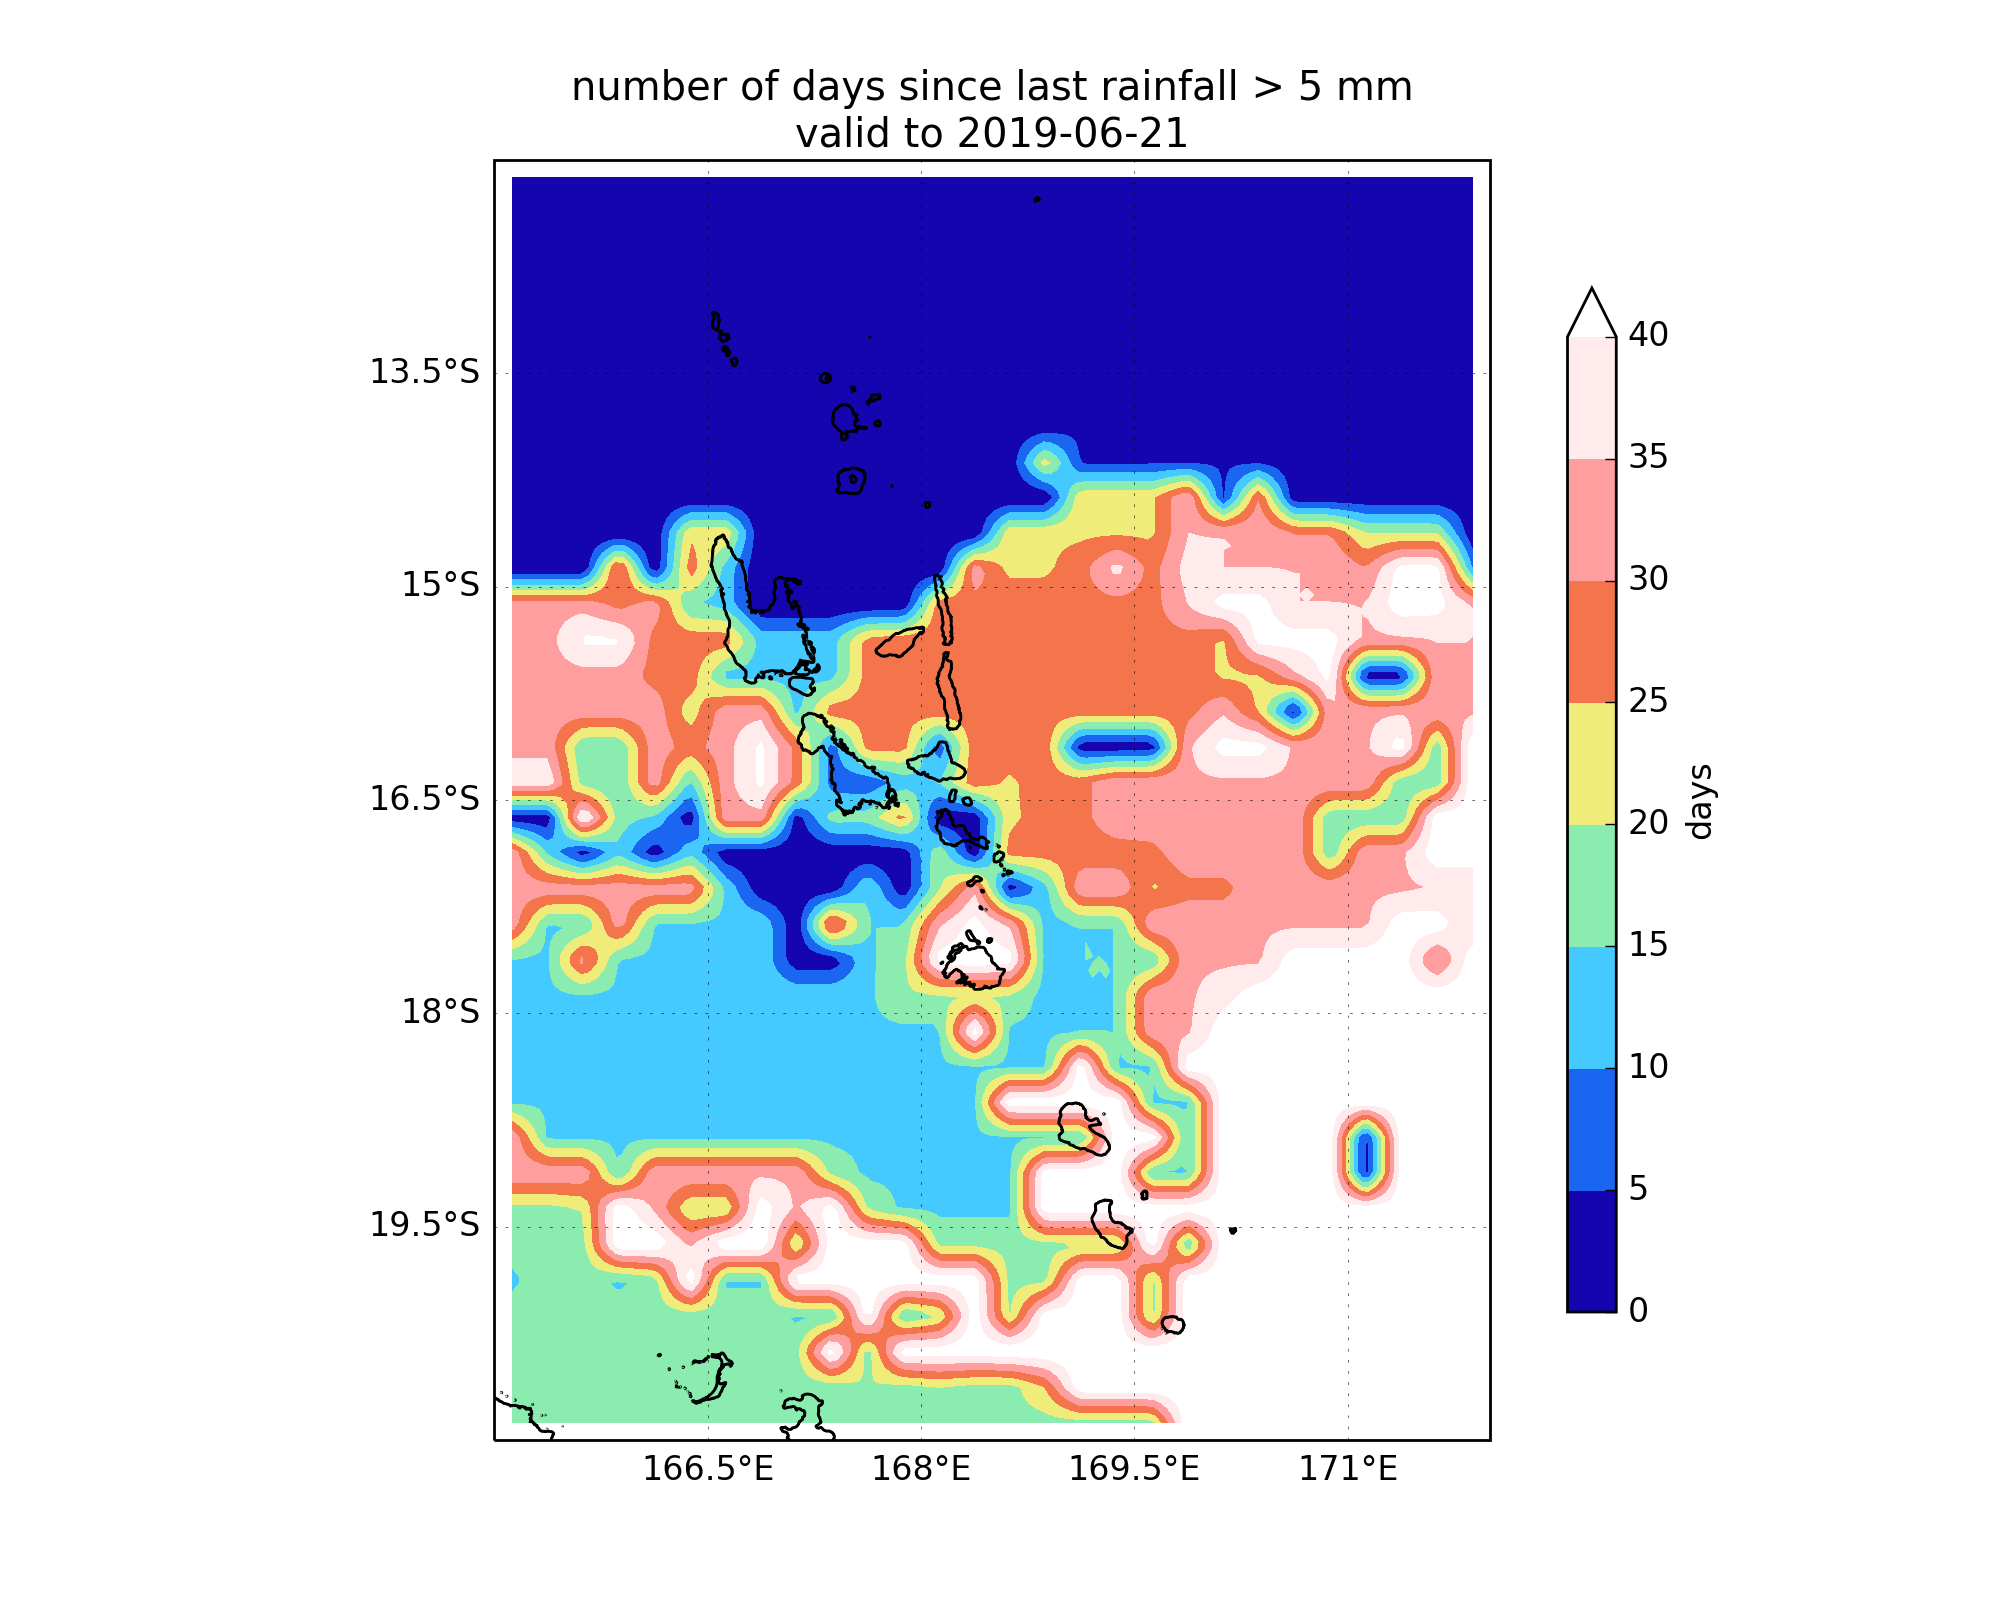 number of days since last rainfall > 5 mm
valid to 2019-06-21
13.5°S
15°S
16.5°S
18°S
19.5°S
166.5°E
168°E
169.5°E
171°E
40
35
30
25
20
15
10
5
0
days